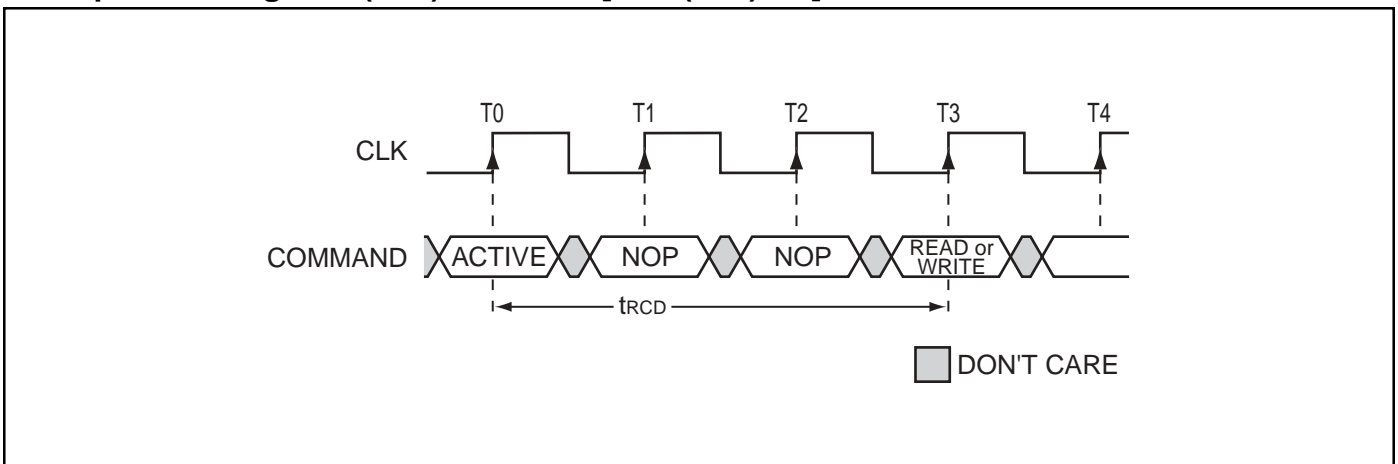 T0 T1 T2 T3 T4
CLK
COMMAND ACTIVE NOP NOP READ or
WRITE
tRCD
DON'T CARE